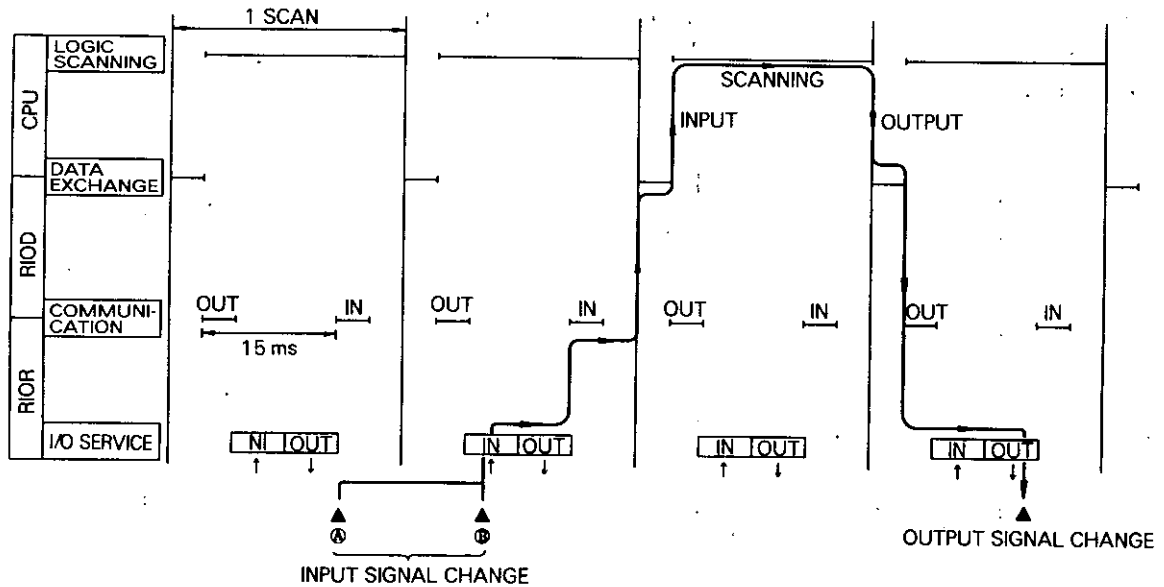 1 SCAN
LOGIC
SCANNING
SCANNING
CPU
INPUT
OUTPUT
DATA
EXCHANGE
RIOD
OUT
IN
OUT
IN
OUT
IN
OUT
IN
COMMUNI-
CATION
15 ms
RIOR
I/O SERVICE
NI OUT
IN OUT
IN OUT
IN OUT
Ⓐ
Ⓑ
OUTPUT SIGNAL CHANGE
INPUT SIGNAL CHANGE